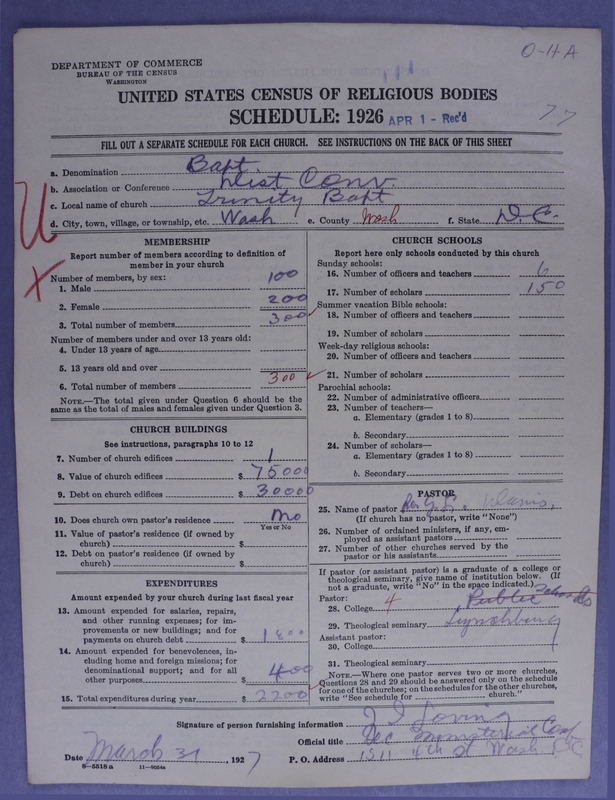 O-4A
DEPARTMENT OF COMMERCE
BUREAU OF THE CENSUS
WASHINGTON
UNITED STATES CENSUS OF RELIGIOUS BODIES
SCHEDULE: 1926 APR 1 - Rec'd
77
FILL OUT A SEPARATE SCHEDULE FOR EACH CHURCH. SEE INSTRUCTIONS ON THE BACK OF THIS SHEET
a. Denomination Bapt.
b. Association or Conference Dist Conv.
c. Local name of church Trinity Bapt
d. City, town, village, or township, etc. Wash e. County Wash f. State D.C.
MEMBERSHIP
Report number of members according to definition of
member in your church
Number of members, by sex:
1. Male 100
2. Female 200
3. Total number of members 300
Number of members under and over 13 years old:
4. Under 13 years of age
5. 13 years old and over
6. Total number of members 300
NOTE.—The total given under Question 6 should be
the same as the total of males and females given under Question 3.
CHURCH BUILDINGS
See instructions, paragraphs 10 to 12
7. Number of church edifices 1
8. Value of church edifices $ 75000
9. Debt on church edifices $ 30000
10. Does church own pastor's residence No
Yes or No
11. Value of pastor's residence (if owned by
church) $
12. Debt on pastor's residence (if owned by
church) $
EXPENDITURES
Amount expended by your church during last fiscal year
13. Amount expended for salaries, repairs,
and other running expenses; for im-
provements or new buildings; and for
payments on church debt $ 1800
14. Amount expended for benevolences, in-
cluding home and foreign missions; for
denominational support; and for all
other purposes $ 400
15. Total expenditures during year $ 2200
CHURCH SCHOOLS
Report here only schools conducted by this church
Sunday schools:
16. Number of officers and teachers 6
17. Number of scholars 150
Summer vacation Bible schools:
18. Number of officers and teachers
19. Number of scholars
Week-day religious schools:
20. Number of officers and teachers
21. Number of scholars
Parochial schools:
22. Number of administrative officers
23. Number of teachers—
a. Elementary (grades 1 to 8)
b. Secondary
24. Number of scholars—
a. Elementary (grades 1 to 8)
b. Secondary
PASTOR
25. Name of pastor Rev.
(If church has no pastor, write "None")
26. Number of ordained ministers, if any, em-
ployed as assistant pastors
27. Number of other churches served by the
pastor or his assistants
If pastor (or assistant pastor) is a graduate of a college or
theological seminary, give name of institution below. (If
not a graduate, write "No" in the space indicated.)
Pastor:
28. College 4 Public Schools
29. Theological seminary Lynchburg
Assistant pastor:
30. College
31. Theological seminary
NOTE.—Where one pastor serves two or more churches,
Questions 28 and 29 should be answered only on the schedule
for one of the churches; on the schedules for the other churches,
write "See schedule for church."
Signature of person furnishing information J I Loving
Official title Sec Ministerial Conf
Date March 31, 1927 P. O. Address 1511 4th St Wash D C
8—5518 a 11—9054a